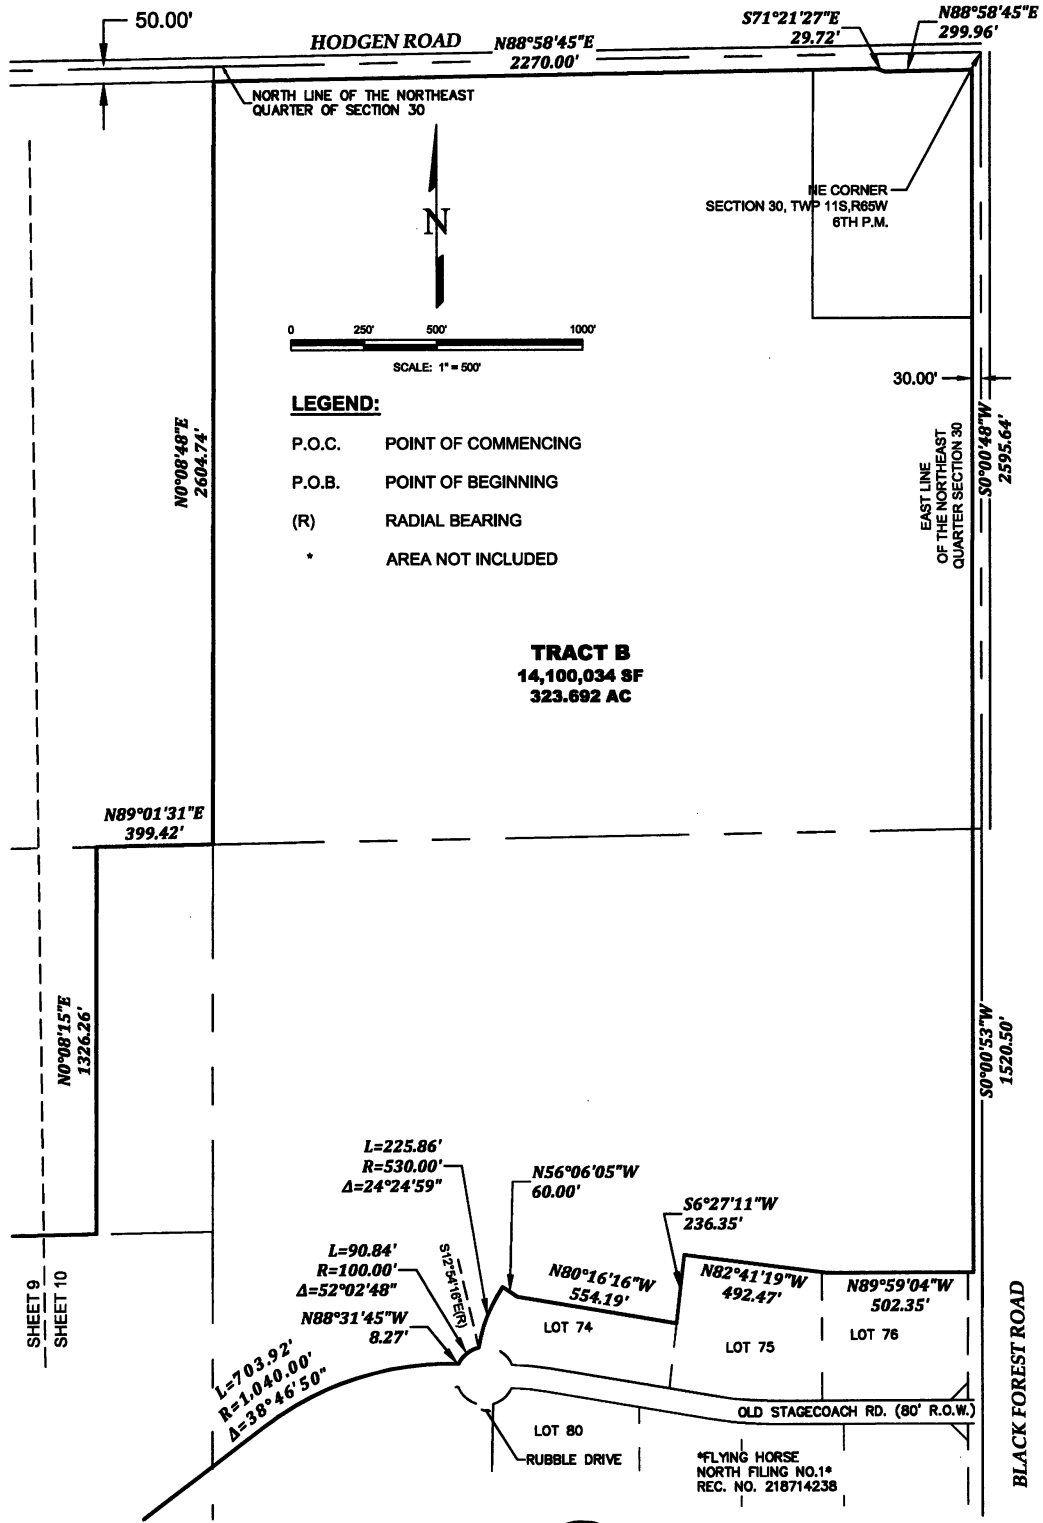 50.00'
HODGEN ROAD
N88°58'45"E
2270.00'
S71°21'27"E
29.72'
N88°58'45"E
299.96'
NORTH LINE OF THE NORTHEAST
QUARTER OF SECTION 30
N
NE CORNER
SECTION 30, TWP 11S,R65W
6TH P.M.
0
250'
500'
1000'
SCALE: 1" = 500'
30.00'
LEGEND:
P.O.C. POINT OF COMMENCING
P.O.B. POINT OF BEGINNING
(R) RADIAL BEARING
* AREA NOT INCLUDED
N0°08'48"E
2604.74'
EAST LINE
OF THE NORTHEAST
QUARTER SECTION 30
S0°00'48"W
2595.64'
TRACT B
14,100,034 SF
323.692 AC
N89°01'31"E
399.42'
N0°08'15"E
1326.26'
S0°00'53"W
1520.50'
L=225.86'
R=530.00'
Δ=24°24'59"
N56°06'05"W
60.00'
S6°27'11"W
236.35'
L=90.84'
R=100.00'
Δ=52°02'48"
S12°54'16"E(R)
N88°31'45"W
8.27'
N80°16'16"W
554.19'
N82°41'19"W
492.47'
N89°59'04"W
502.35'
SHEET 9
SHEET 10
LOT 74
LOT 75
LOT 76
L=703.92'
R=1,040.00'
Δ=38°46'50"
OLD STAGECOACH RD. (80' R.O.W.)
BLACK FOREST ROAD
LOT 80
RUBBLE DRIVE
*FLYING HORSE
NORTH FILING NO.1*
REC. NO. 218714238